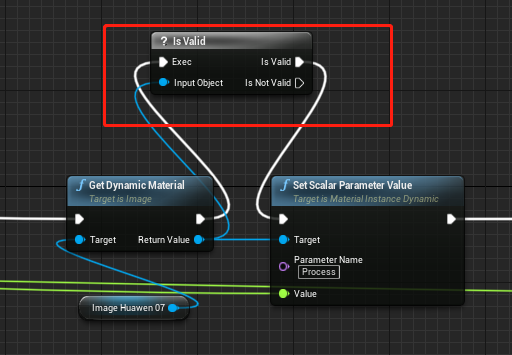 ? Is Valid
Exec
Is Valid
Input Object
Is Not Valid
f Get Dynamic Material
Target is Image
Target
Return Value
f Set Scalar Parameter Value
Target is Material Instance Dynamic
Target
Parameter Name
Process
Value
Image Huawen 07